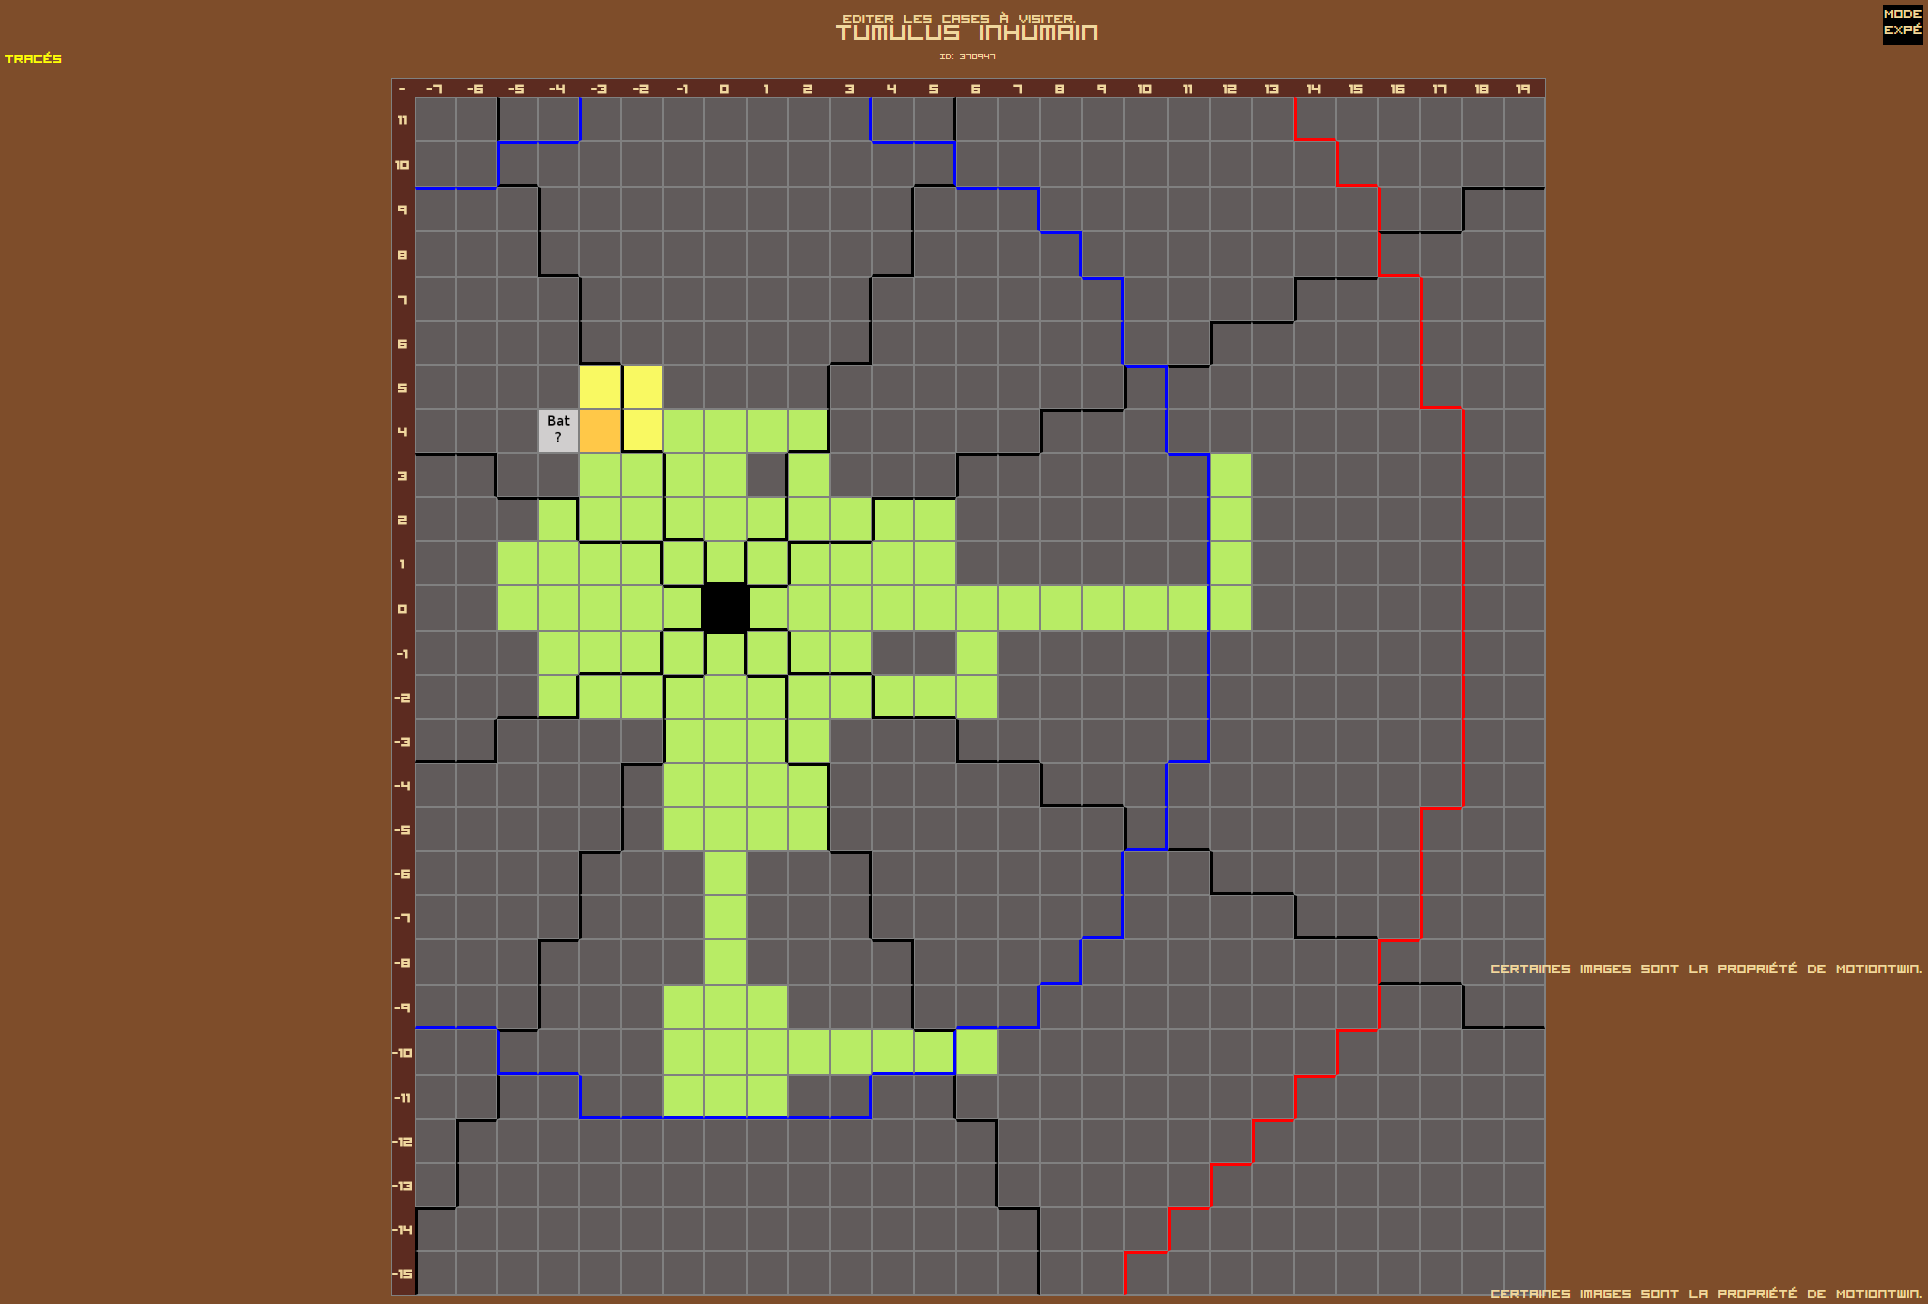 EDITER LES CASES À VISITER.
TUMULUS INHUMAIN
ID: 370947
MODE
EXPÉ
TRACÉS
- -7 -6 -5 -4 -3 -2 -1 0 1 2 3 4 5 6 7 8 9 10 11 12 13 14 15 16 17 18 19
11
10
9
8
7
6
5
4
Bat
?
3
2
1
0
-1
-2
-3
-4
-5
-6
-7
-8
CERTAINES IMAGES SONT LA PROPRIÉTÉ DE MOTIONTWIN.
-9
-10
-11
-12
-13
-14
-15
CERTAINES IMAGES SONT LA PROPRIÉTÉ DE MOTIONTWIN.